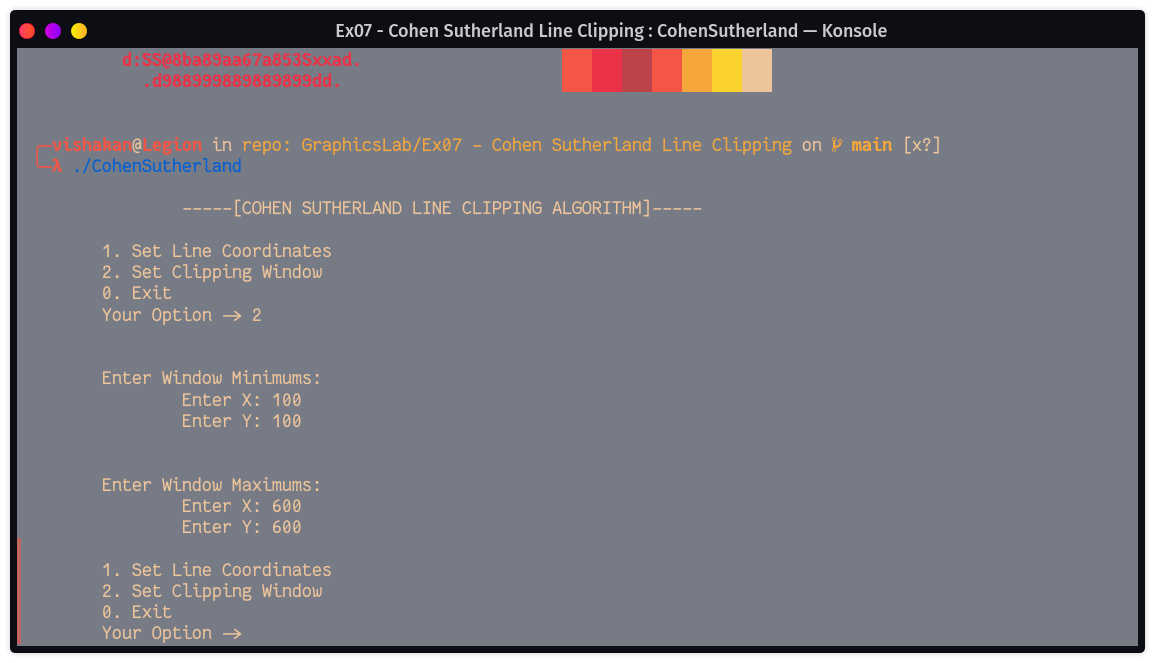 Ex07 - Cohen Sutherland Line Clipping : CohenSutherland — Konsole
d:SS@8ba89aa67a853Sxxad.
.d988999889889899dd.
vishakan@Legion in repo: GraphicsLab/Ex07 - Cohen Sutherland Line Clipping on main [x?]
λ ./CohenSutherland
-----[COHEN SUTHERLAND LINE CLIPPING ALGORITHM]-----
1. Set Line Coordinates
2. Set Clipping Window
0. Exit
Your Option -> 2
Enter Window Minimums:
Enter X: 100
Enter Y: 100
Enter Window Maximums:
Enter X: 600
Enter Y: 600
1. Set Line Coordinates
2. Set Clipping Window
0. Exit
Your Option ->